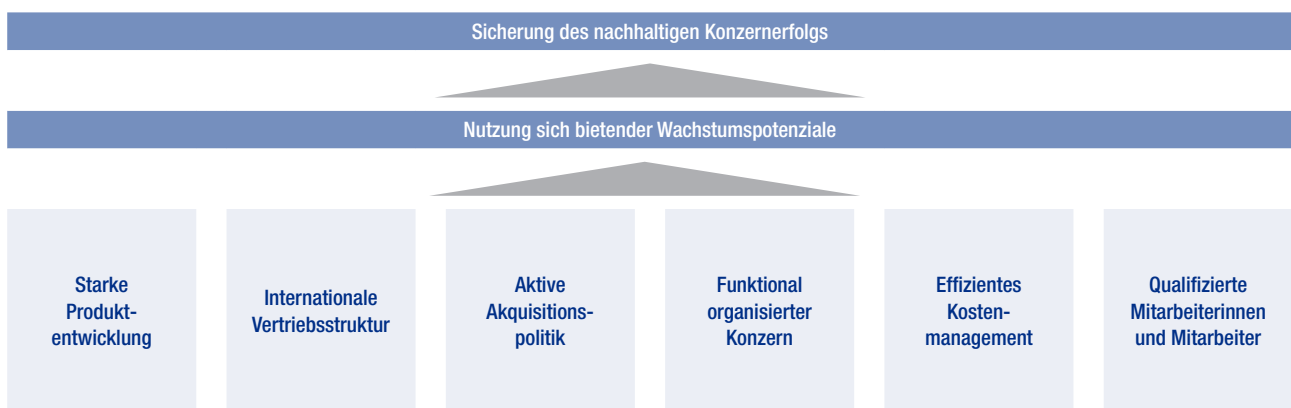 Sicherung des nachhaltigen Konzernerfolgs
Nutzung sich bietender Wachstumspotenziale
Starke
Produkt-
entwicklung
Internationale
Vertriebsstruktur
Aktive
Akquisitions-
politik
Funktional
organisierter
Konzern
Effizientes
Kosten-
management
Qualifizierte
Mitarbeiterinnen
und Mitarbeiter